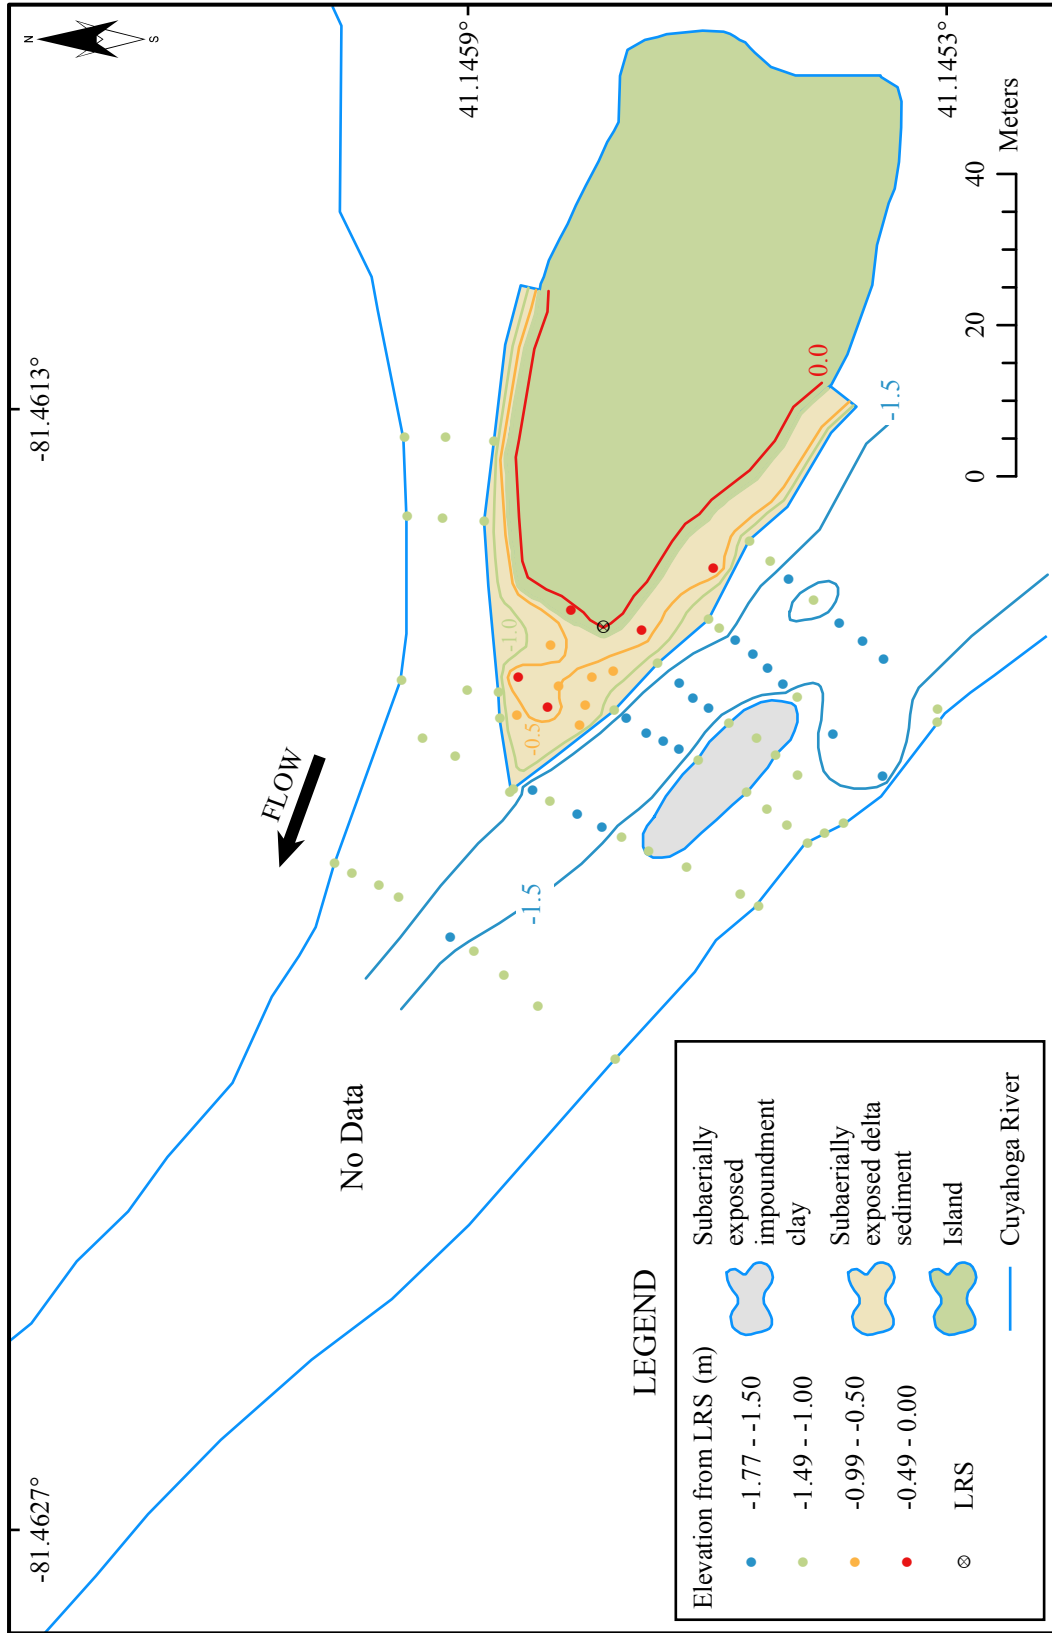 N
S
41.1459°
41.1453°
-81.4613°
-81.4627°
FLOW
No Data
-1.0
-0.5
0.0
-1.5
-1.5
0 20 40
Meters
LEGEND
Elevation from LRS (m)
-1.77 - -1.50
-1.49 - -1.00
-0.99 - -0.50
-0.49 - 0.00
LRS
Subaerially
exposed
impoundment
clay
Subaerially
exposed delta
sediment
Island
Cuyahoga River